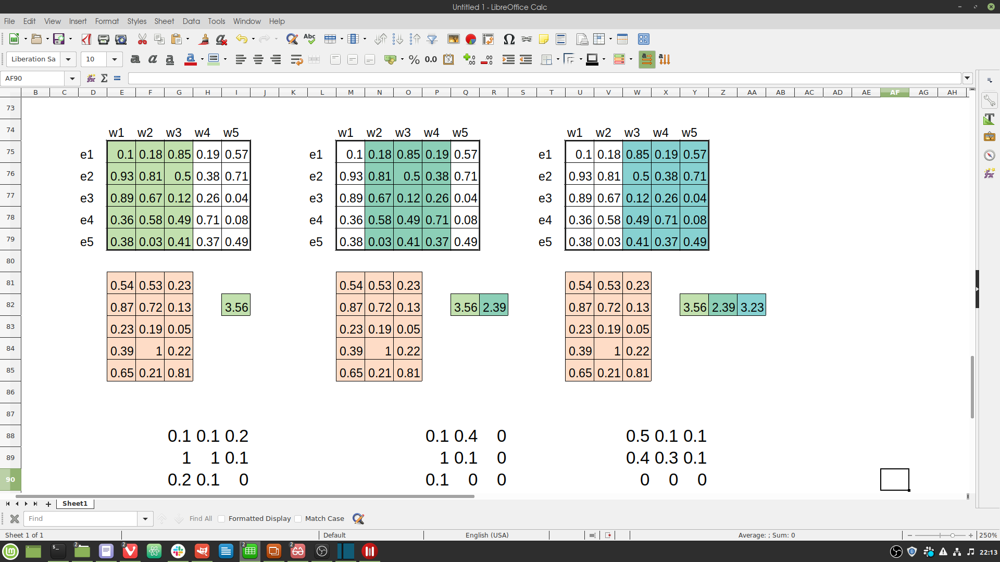 Untitled 1 - LibreOffice Calc
File Edit View Insert Format Styles Sheet Data Tools Window Help
Abc
Liberation Sa 10 a a a a % 0.0
AF90
B C D E F G H I J K L M N O P Q R S T U V W X Y Z AA AB AC AD AE AF AG AH
73
74 w1 w2 w3 w4 w5 w1 w2 w3 w4 w5 w1 w2 w3 w4 w5
75 e1 0.1 0.18 0.85 0.19 0.57 e1 0.1 0.18 0.85 0.19 0.57 e1 0.1 0.18 0.85 0.19 0.57
76 e2 0.93 0.81 0.5 0.38 0.71 e2 0.93 0.81 0.5 0.38 0.71 e2 0.93 0.81 0.5 0.38 0.71
77 e3 0.89 0.67 0.12 0.26 0.04 e3 0.89 0.67 0.12 0.26 0.04 e3 0.89 0.67 0.12 0.26 0.04
78 e4 0.36 0.58 0.49 0.71 0.08 e4 0.36 0.58 0.49 0.71 0.08 e4 0.36 0.58 0.49 0.71 0.08
79 e5 0.38 0.03 0.41 0.37 0.49 e5 0.38 0.03 0.41 0.37 0.49 e5 0.38 0.03 0.41 0.37 0.49
80
81 0.54 0.53 0.23 0.54 0.53 0.23 0.54 0.53 0.23
82 0.87 0.72 0.13 3.56 0.87 0.72 0.13 3.56 2.39 0.87 0.72 0.13 3.56 2.39 3.23
83 0.23 0.19 0.05 0.23 0.19 0.05 0.23 0.19 0.05
84 0.39 1 0.22 0.39 1 0.22 0.39 1 0.22
85 0.65 0.21 0.81 0.65 0.21 0.81 0.65 0.21 0.81
86
87
88 0.1 0.1 0.2 0.1 0.4 0 0.5 0.1 0.1
89 1 1 0.1 1 0.1 0 0.4 0.3 0.1
90 0.2 0.1 0 0.1 0 0 0 0 0
Sheet1
Find Find All Formatted Display Match Case
Sheet 1 of 1 Default English (USA) Average: ; Sum: 0 250%
2 2 2 2 22:13